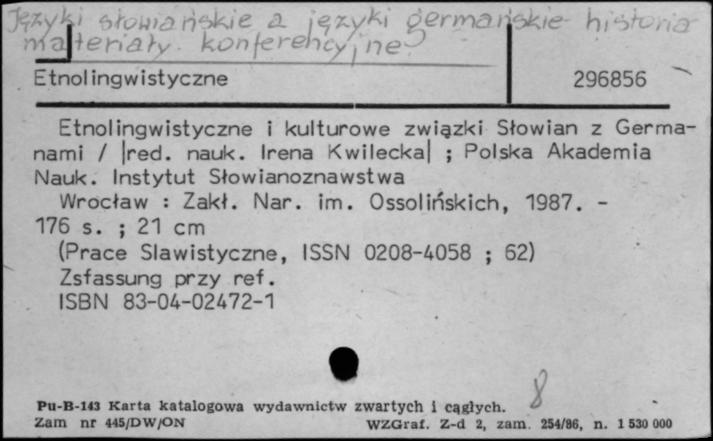 Języki słowiańskie a języki germańskie - historia
materiały konferencyjne
Etnolingwistyczne
296856
Etnolingwistyczne i kulturowe związki Słowian z Germa-
nami / |red. nauk. Irena Kwilecka| ; Polska Akademia
Nauk. Instytut Słowianoznawstwa
Wrocław : Zakł. Nar. im. Ossolińskich, 1987. -
176 s. ; 21 cm
(Prace Slawistyczne, ISSN 0208-4058 ; 62)
Zsfassung przy ref.
ISBN 83-04-02472-1
8
Pu-B-143 Karta katalogowa wydawnictw zwartych i cągłych.
Zam nr 445/DW/ON WZGraf. Z-d 2, zam. 254/86, n. 1 530 000